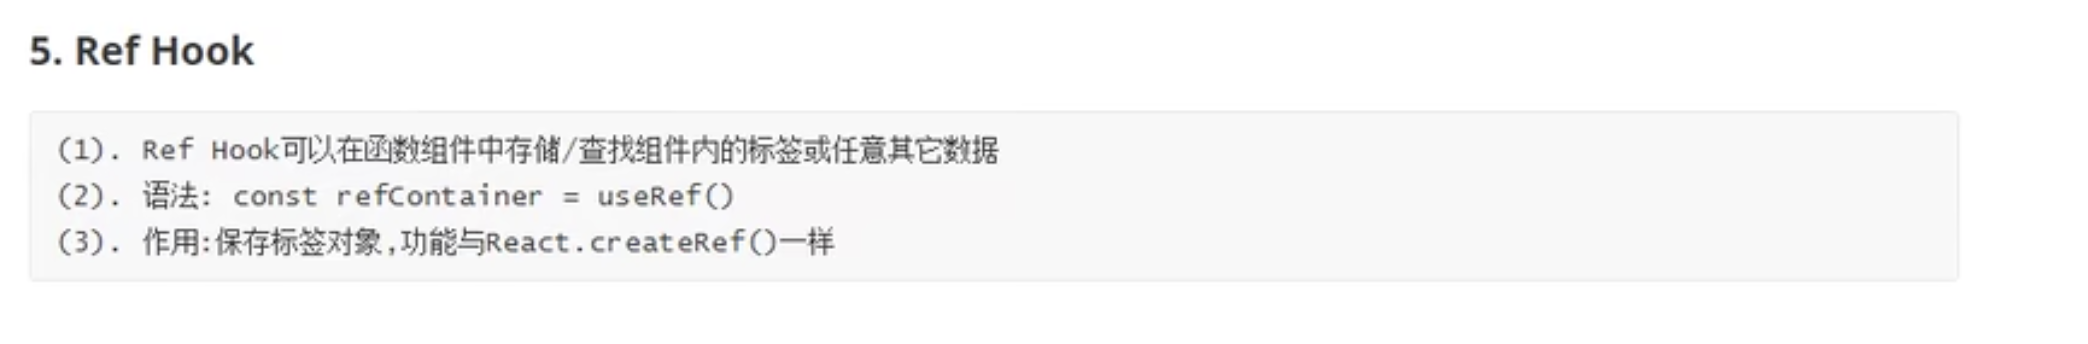 5. Ref Hook
(1). Ref Hook可以在函数组件中存储/查找组件内的标签或任意其它数据
(2). 语法: const refContainer = useRef()
(3). 作用:保存标签对象,功能与React.createRef()一样